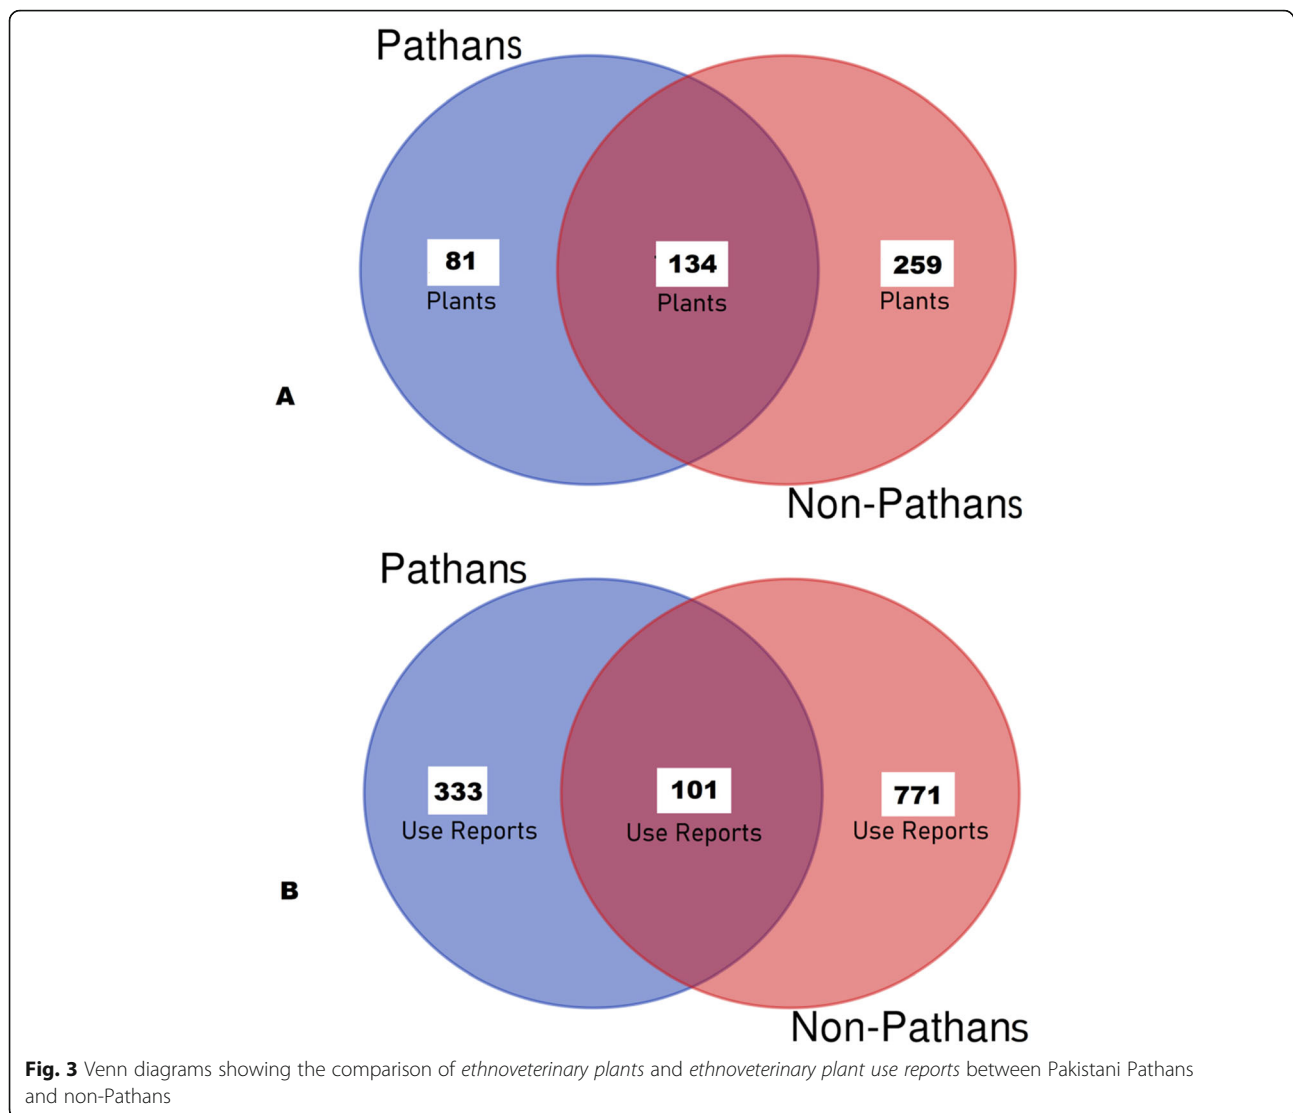 Pathans
81
Plants
134
Plants
259
Plants
A
Non-Pathans
Pathans
333
Use Reports
101
Use Reports
771
Use Reports
B
Non-Pathans
Fig. 3 Venn diagrams showing the comparison of ethnoveterinary plants and ethnoveterinary plant use reports between Pakistani Pathans
and non-Pathans